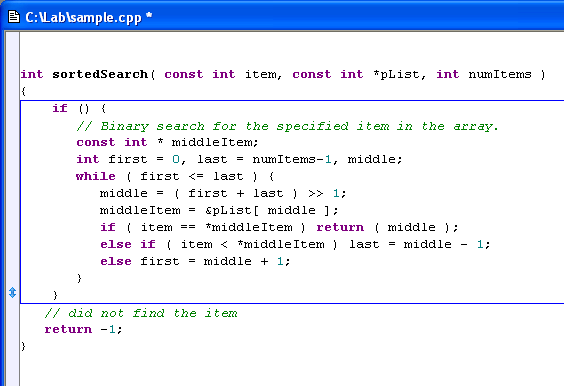 C:\Lab\sample.cpp *
int sortedSearch( const int item, const int *pList, int numItems )
{
if () {
// Binary search for the specified item in the array.
const int * middleItem;
int first = 0, last = numItems-1, middle;
while ( first <= last ) {
middle = ( first + last ) >> 1;
middleItem = &pList[ middle ];
if ( item == *middleItem ) return ( middle );
else if ( item < *middleItem ) last = middle - 1;
else first = middle + 1;
}
}
// did not find the item
return -1;
}